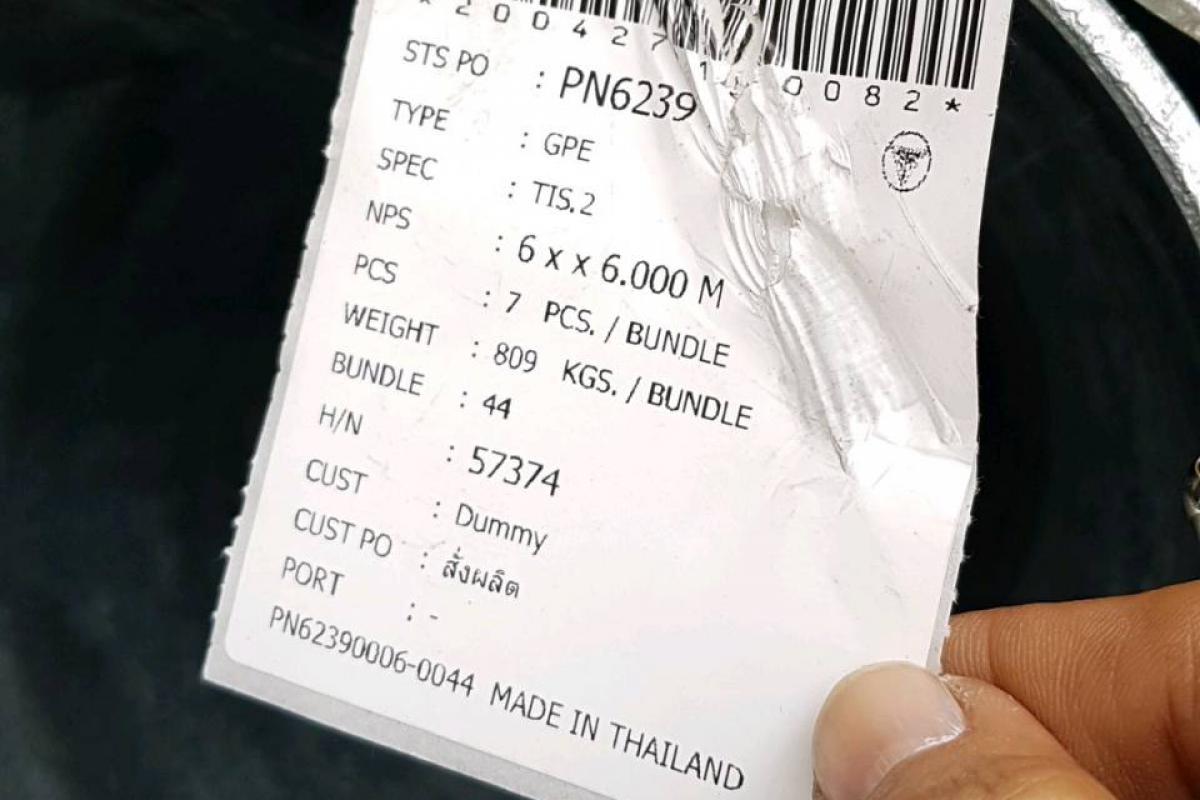 *200427 0082*
STS PO : PN6239
TYPE : GPE
SPEC : TIS.2
NPS : 6 x x 6.000 M
PCS : 7 PCS. / BUNDLE
WEIGHT : 809 KGS. / BUNDLE
BUNDLE : 44
H/N : 57374
CUST : Dummy
CUST PO : สั่งผลิต
PORT : -
PN62390006-0044 MADE IN THAILAND